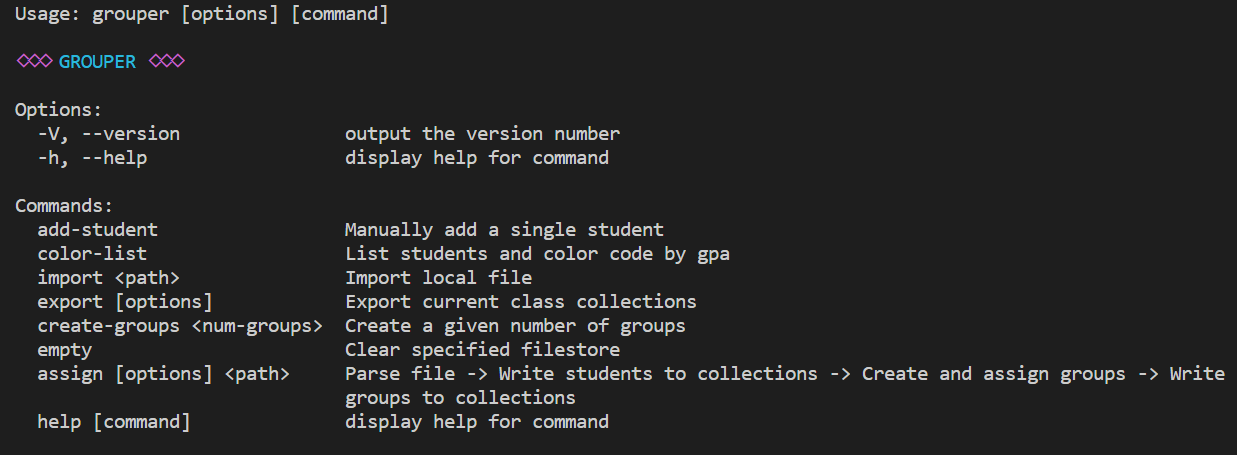 Usage: grouper [options] [command]
◇◇◇ GROUPER ◇◇◇
Options:
-V, --version output the version number
-h, --help display help for command
Commands:
add-student Manually add a single student
color-list List students and color code by gpa
import <path> Import local file
export [options] Export current class collections
create-groups <num-groups> Create a given number of groups
empty Clear specified filestore
assign [options] <path> Parse file -> Write students to collections -> Create and assign groups -> Write
groups to collections
help [command] display help for command